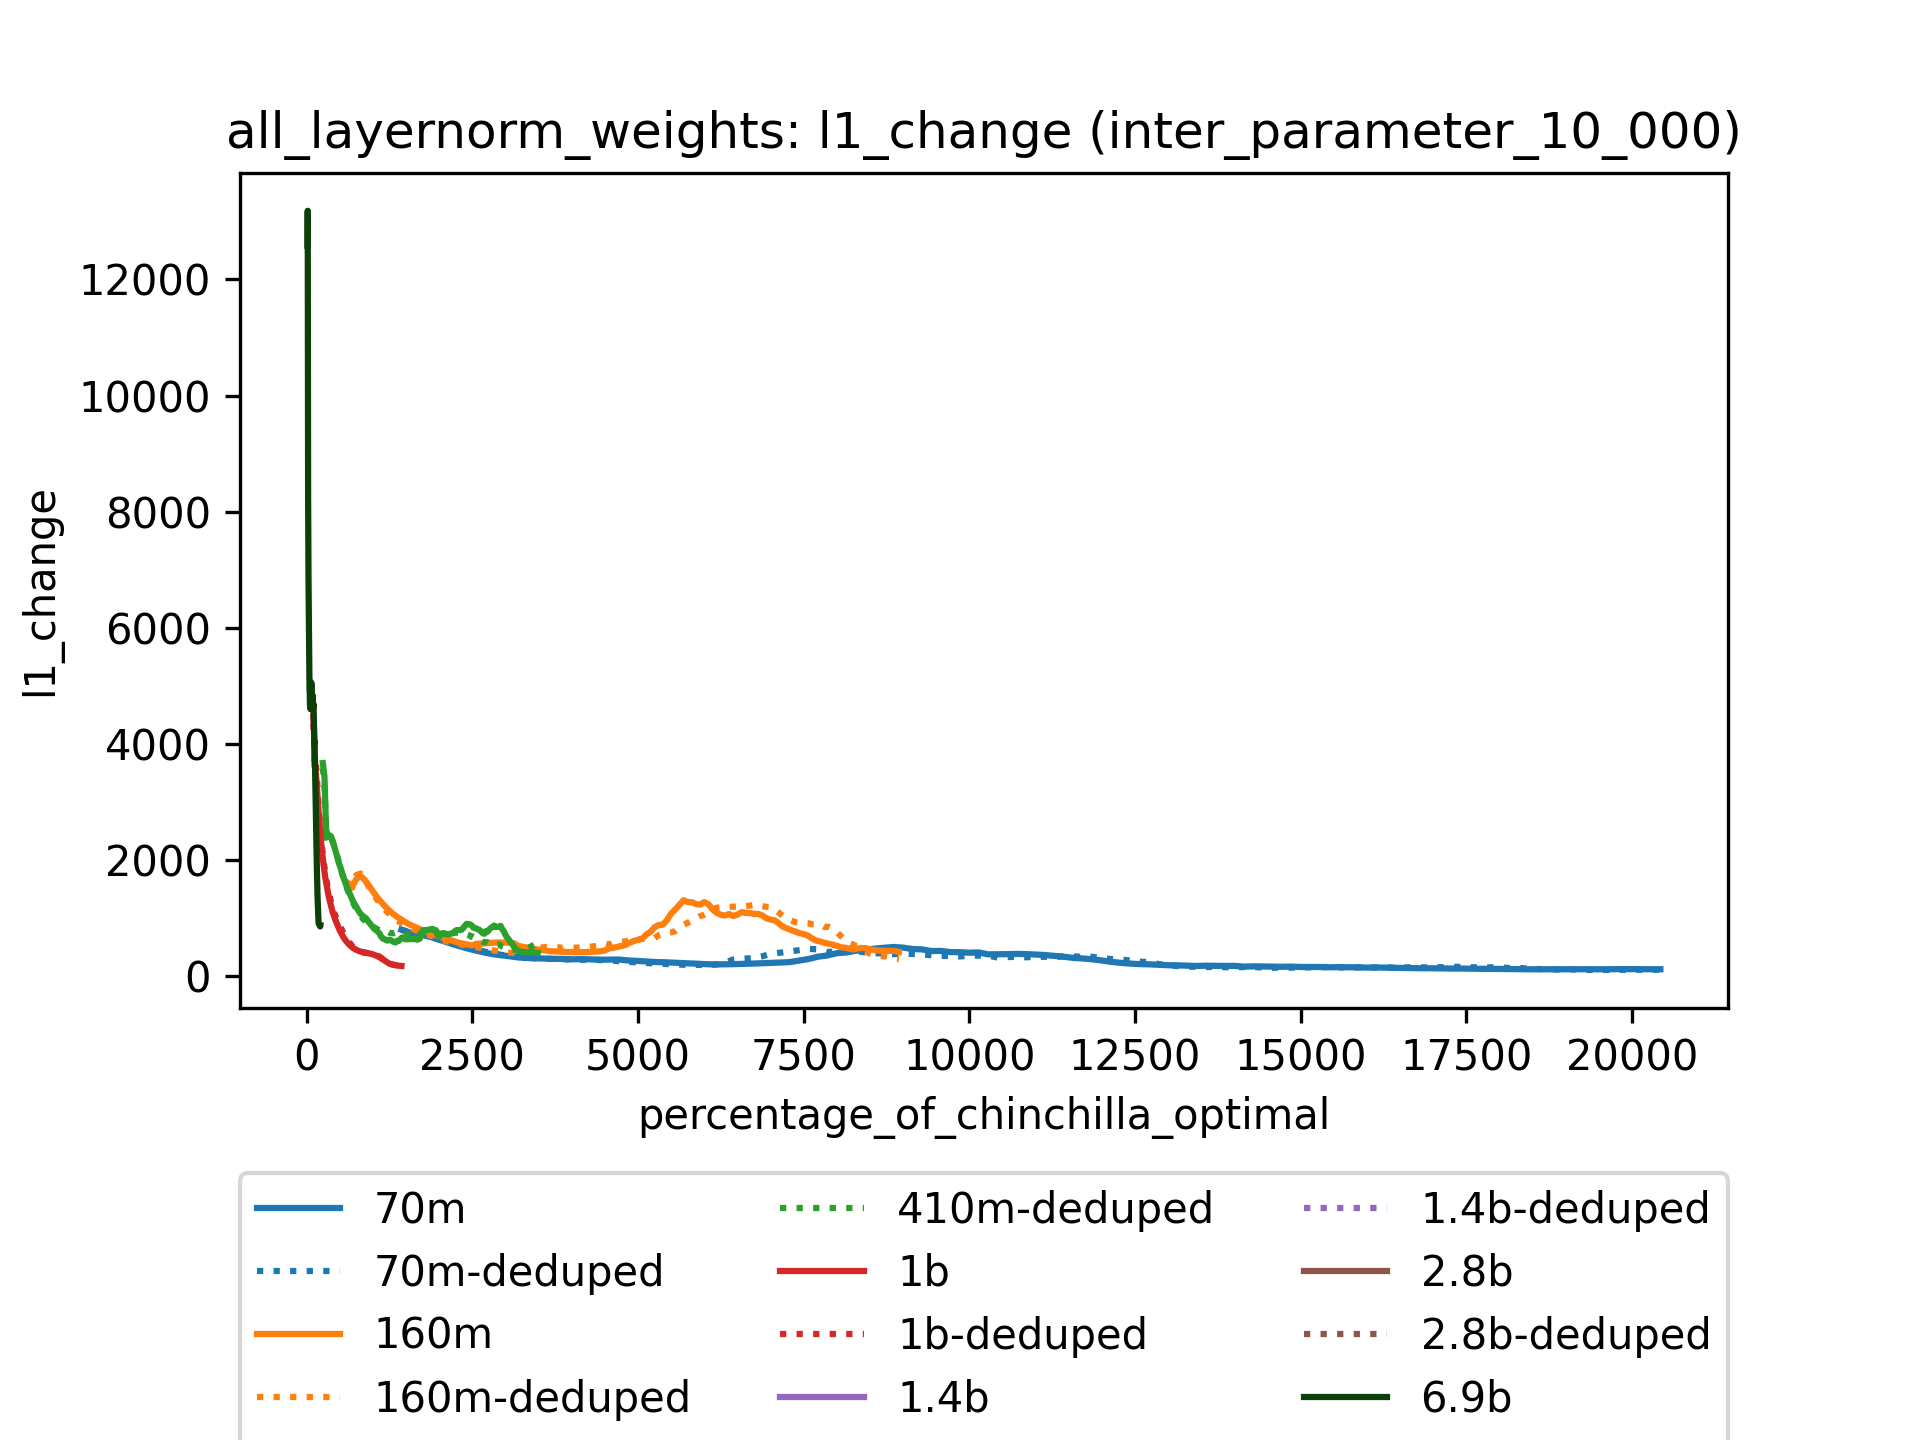 all_layernorm_weights: l1_change (inter_parameter_10_000)
12000
10000
8000
6000
4000
2000
0
l1_change
0 2500 5000 7500 10000 12500 15000 17500 20000
percentage_of_chinchilla_optimal
70m
70m-deduped
160m
160m-deduped
410m-deduped
1b
1b-deduped
1.4b
1.4b-deduped
2.8b
2.8b-deduped
6.9b